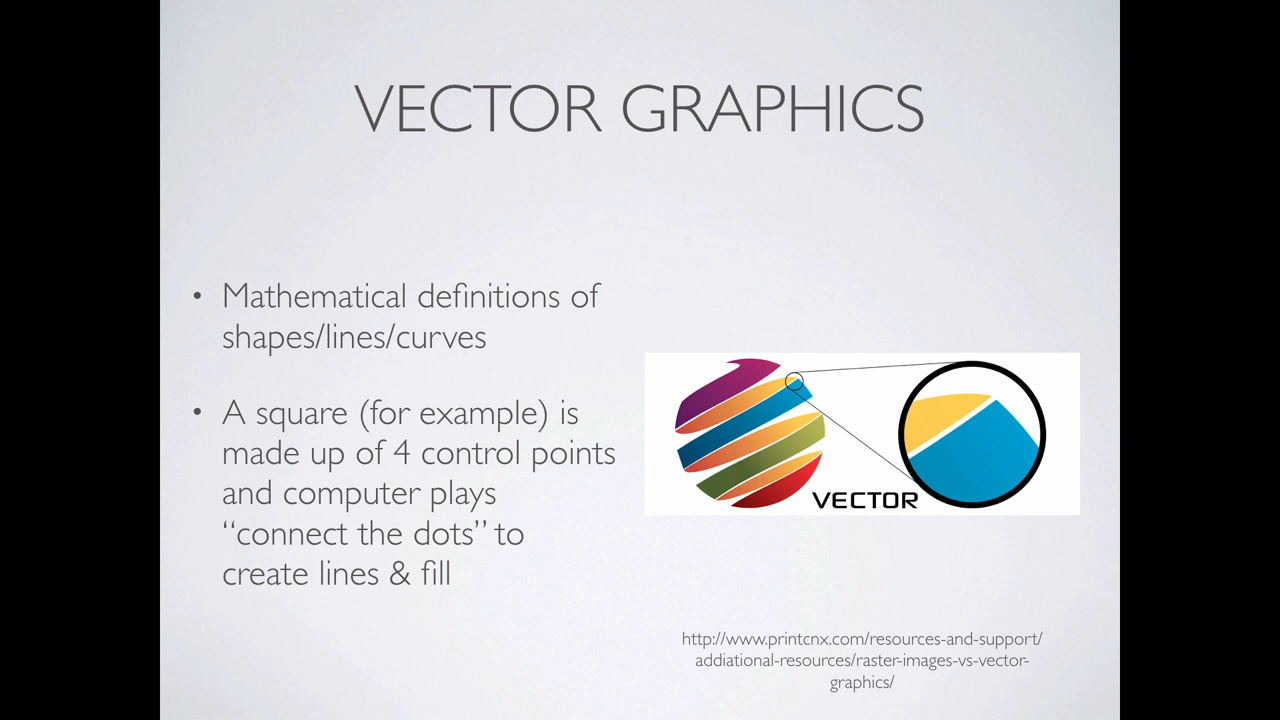 VECTOR GRAPHICS
• Mathematical definitions of
shapes/lines/curves
• A square (for example) is
made up of 4 control points
and computer plays
“connect the dots” to
create lines & fill
VECTOR
http://www.printcnx.com/resources-and-support/
addiational-resources/raster-images-vs-vector-
graphics/